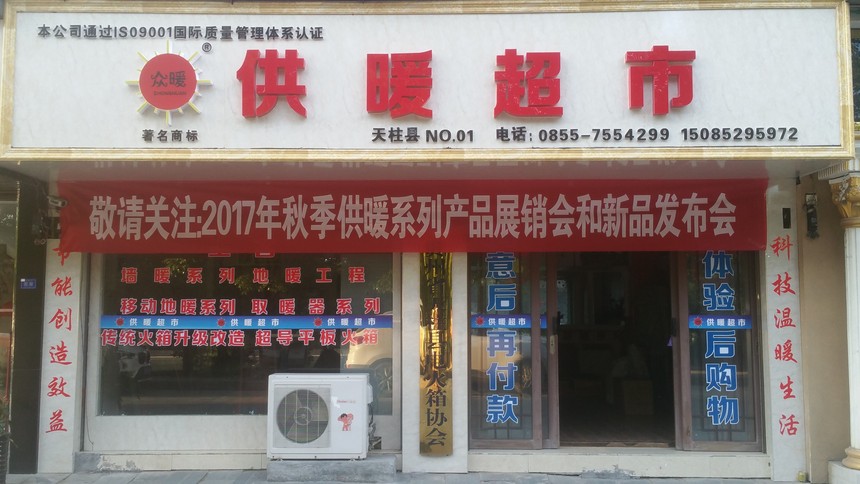 本公司通过ISO9001国际质量管理体系认证
众暖
®
著名商标
供暖超市
天柱县 NO.01 电话：0855-7554299 15085295972
敬请关注:2017年秋季供暖系列产品展销会和新品发布会
节能创造效益
墙暖系列 地暖工程
移动地暖系列 取暖器系列
供暖超市 供暖超市 供暖超市
传统火箱升级改造 超导平板火箱
火箱协会
意后再付款
供暖超市
体验后购物
供暖超市
科技温暖生活